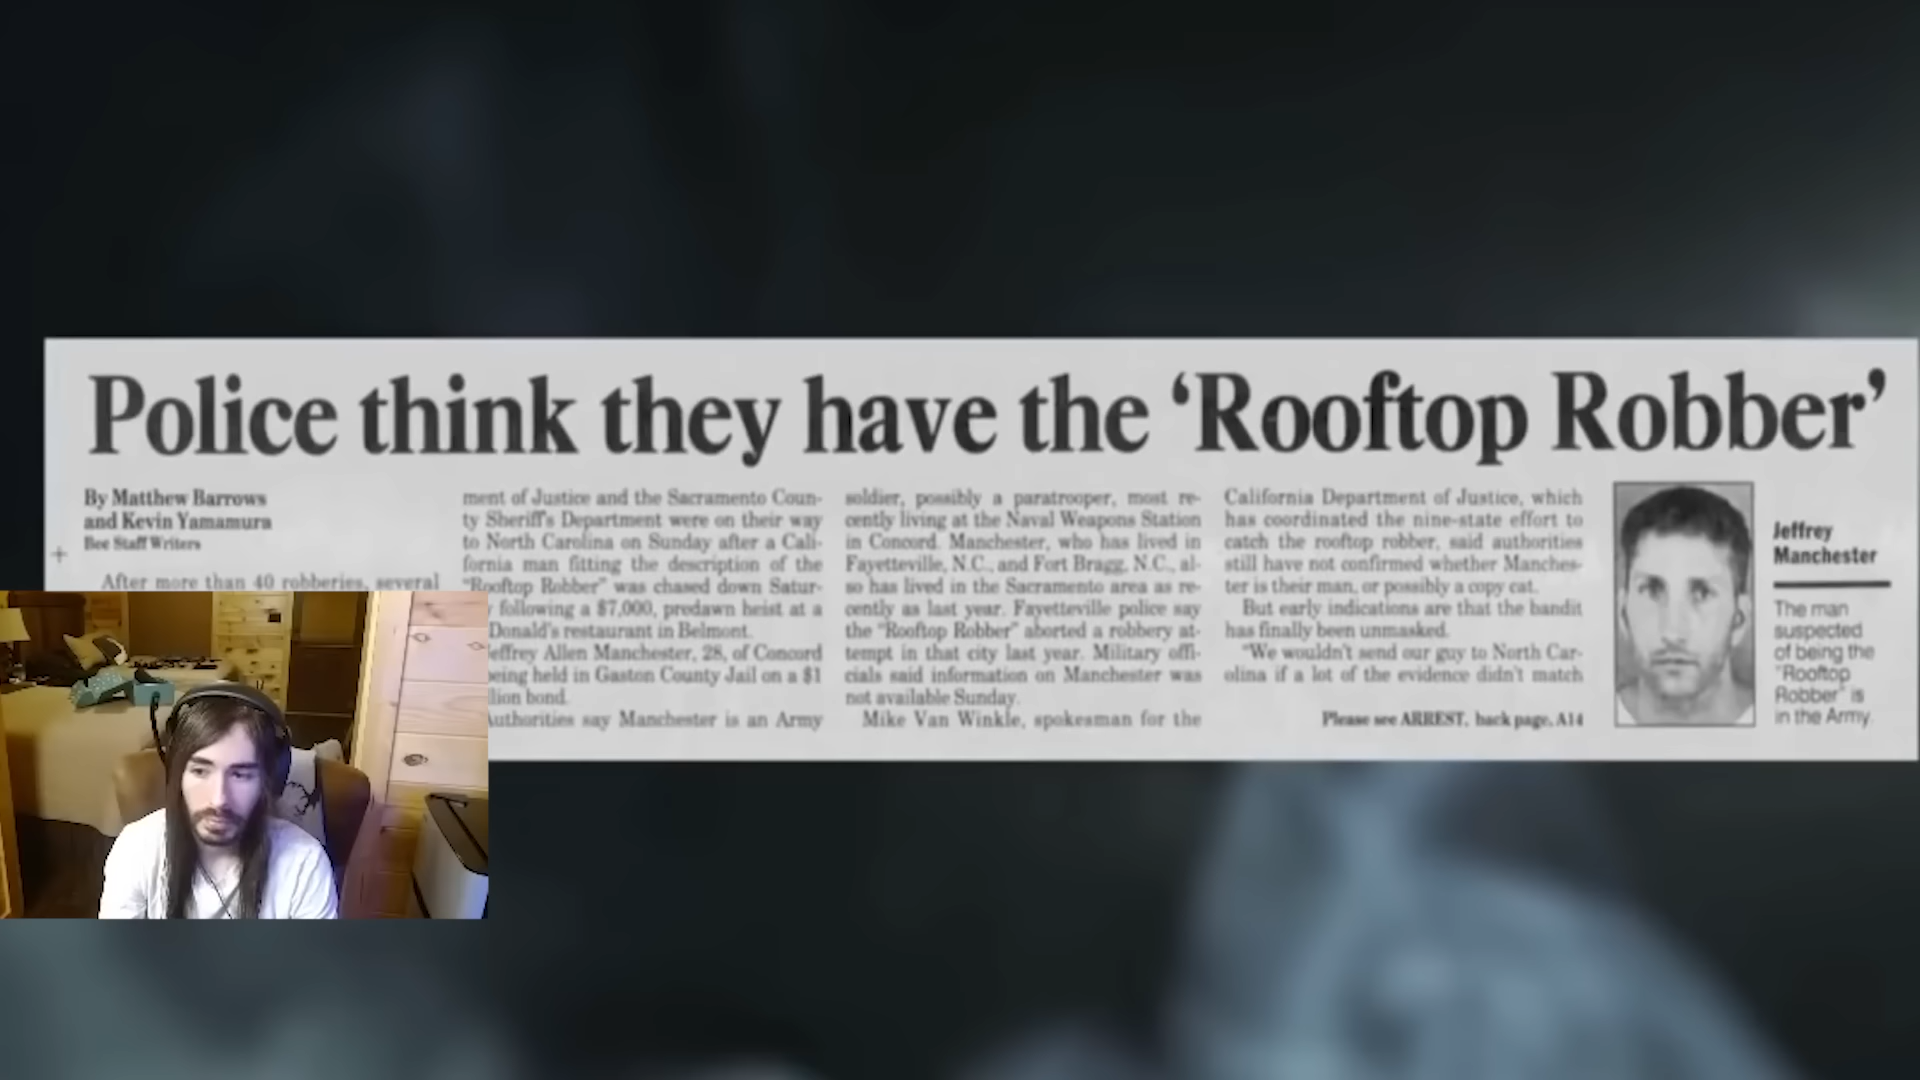 Police think they have the ‘Rooftop Robber’
By Matthew Barrows
and Kevin Yamamura
Bee Staff Writers
After more than 40 robberies, several
ment of Justice and the Sacramento Coun-
ty Sheriff's Department were on their way
to North Carolina on Sunday after a Cali-
fornia man fitting the description of the
“Rooftop Robber” was chased down Satur-
following a $7,000, predawn heist at a
Donald's restaurant in Belmont.
effrey Allen Manchester, 28, of Concord
being held in Gaston County Jail on a $1
lion bond.
Authorities say Manchester is an Army
soldier, possibly a paratrooper, most re-
cently living at the Naval Weapons Station
in Concord. Manchester, who has lived in
Fayetteville, N.C., and Fort Bragg, N.C., al-
so has lived in the Sacramento area as re-
cently as last year. Fayetteville police say
the “Rooftop Robber” aborted a robbery at-
tempt in that city last year. Military offi-
cials said information on Manchester was
not available Sunday.
Mike Van Winkle, spokesman for the
California Department of Justice, which
has coordinated the nine-state effort to
catch the rooftop robber, said authorities
still have not confirmed whether Manches-
ter is their man, or possibly a copy cat.
But early indications are that the bandit
has finally been unmasked.
“We wouldn't send our guy to North Car-
olina if a lot of the evidence didn't match
Please see ARREST, back page, A14
Jeffrey
Manchester
The man
suspected
of being the
“Rooftop
Robber” is
in the Army.